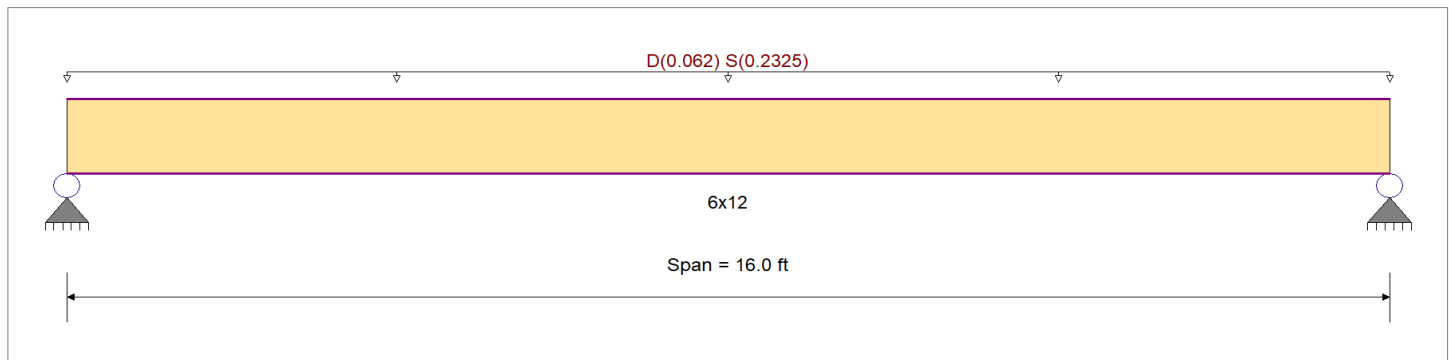 D(0.062) S(0.2325)
6x12
Span = 16.0 ft